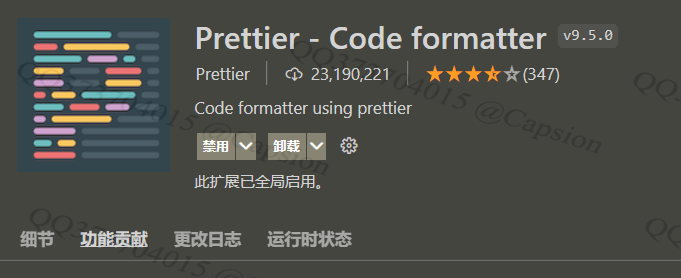 Prettier - Code formatter v9.5.0
Prettier 23,190,221 (347)
Code formatter using prettier
禁用 卸载
此扩展已全局启用。
细节 功能贡献 更改日志 运行时状态
QQ373704015 @Capsion